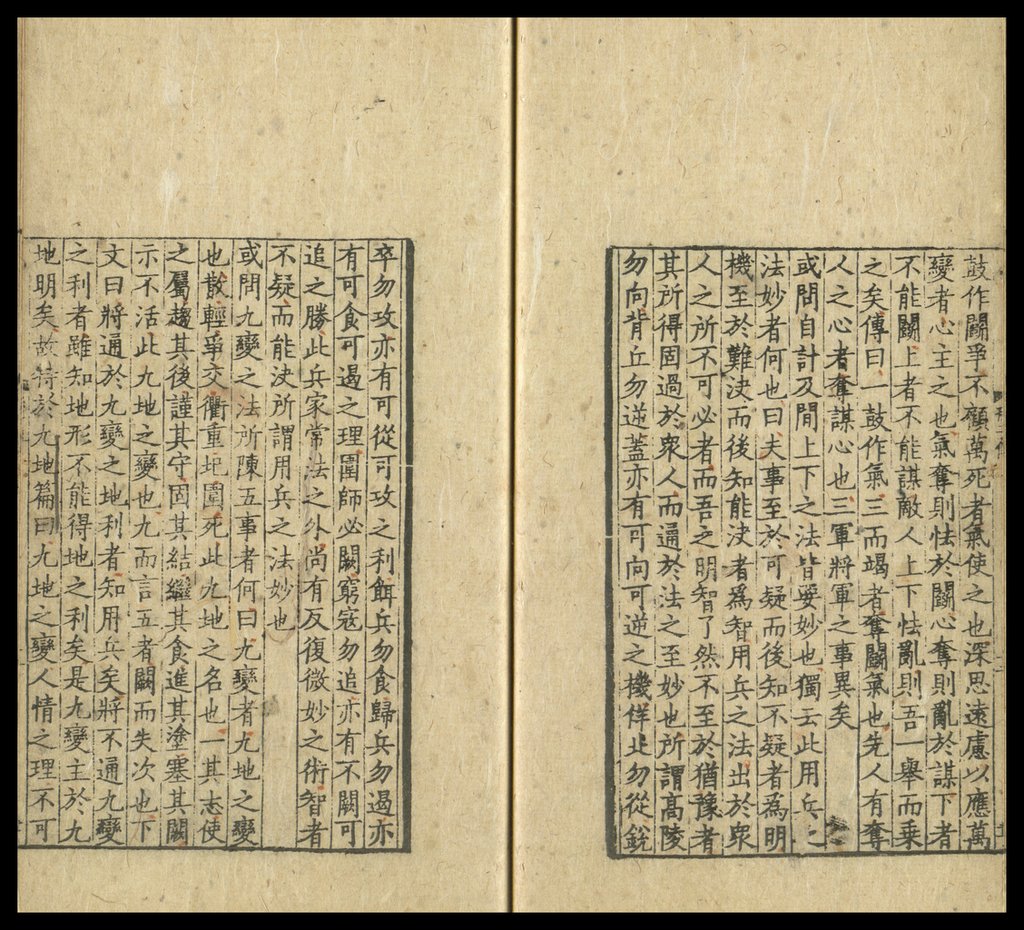 鼓作鬭爭不顧萬死者氣使之也深思遠慮以應萬
變者心主之也氣奪則怯於鬭心奪則亂於謀下者
不能鬭上者不能謀敵人上下怯亂則吾一舉而乗
之矣傳曰一鼓作氣三而竭者奪鬭氣也先人有奪
人之心者奪謀心也三軍將軍之事異矣
或問自計及間上下之法皆要妙也獨云此用兵之
法妙者何也曰夫事至於可疑而後知不疑者爲明
機至於難決而後知能決者爲智用兵之法出於衆
人之所不可必者而吾之明智了然不至於猶豫者
其所得固過於衆人而通於法之至妙也所謂高陵
勿向背丘勿逆蓋亦有可向可逆之機佯北勿從銳
卒勿攻亦有可從可攻之利餌兵勿食歸兵勿遏亦
有可食可遏之理圍師必闕窮寇勿追亦有不闕可
追之勝此兵家常法之外尚有反復微妙之術智者
不疑而能決所謂用兵之法妙也
或問九變之法所陳五事者何曰九變者九地之變
也散輕爭交衢重圮圍死此九地之名也一其志使
之屬趨其後謹其守固其結繼其食進其塗塞其闕
示不活此九地之變也九而言五者闕而失次也下
文曰將通於九變之地利者知用兵矣將不通九變
之利者雖知地形不能得地之利矣是九變主於九
地明矣故特於九地篇曰九地之變人情之理不可